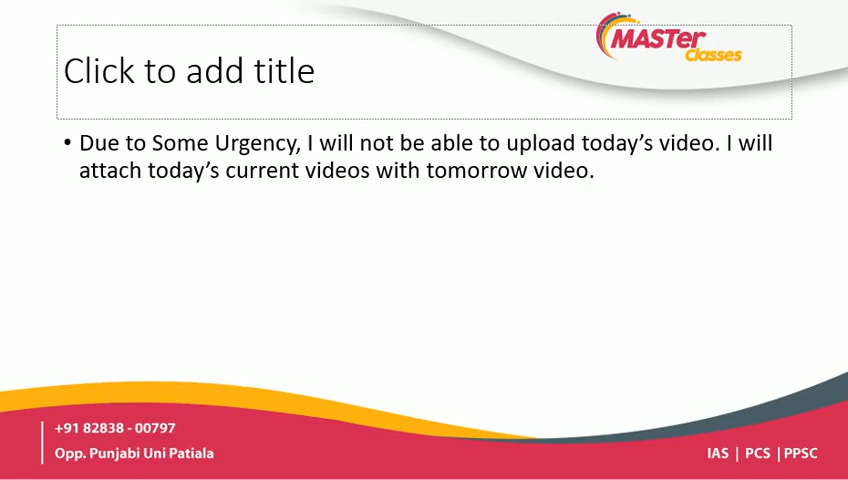 MASTer
Classes
Click to add title
• Due to Some Urgency, I will not be able to upload today’s video. I will
attach today’s current videos with tomorrow video.
+91 82838 - 00797
Opp. Punjabi Uni Patiala
IAS | PCS | PPSC